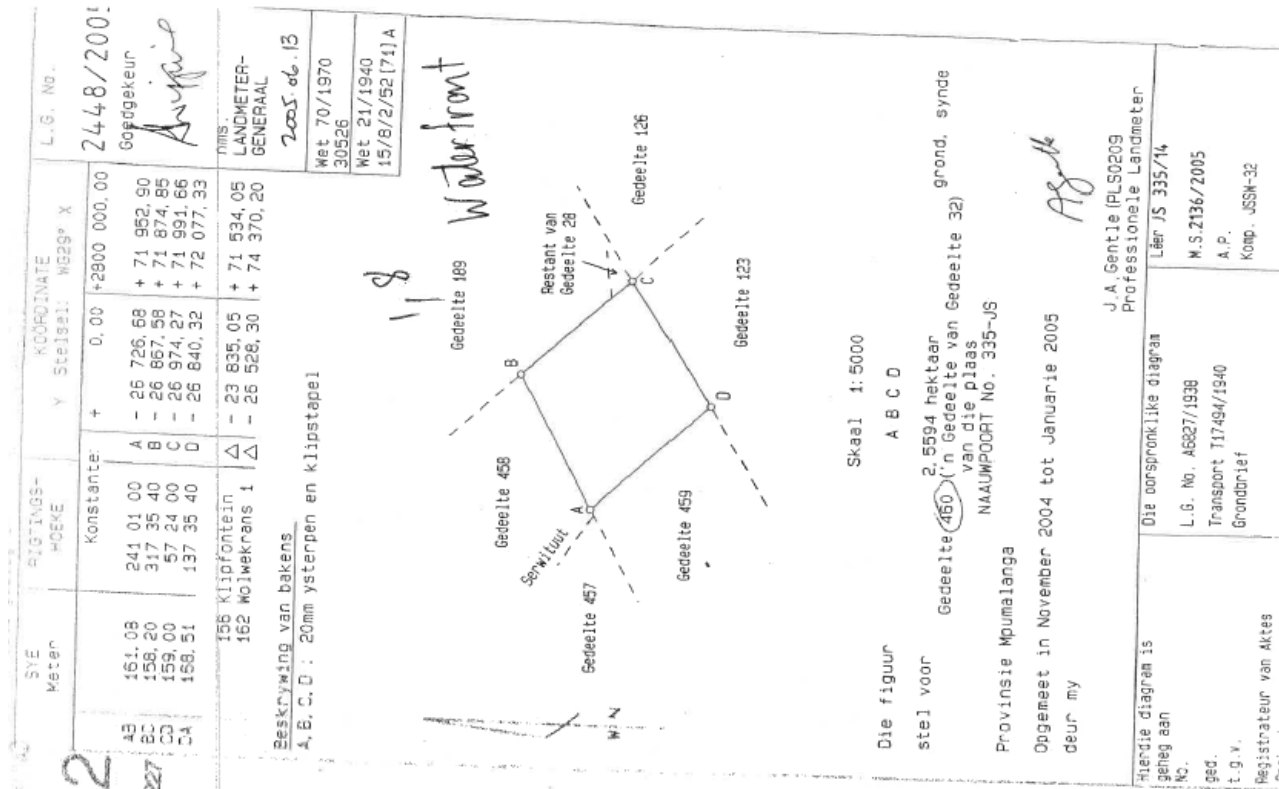 SYE
Meter
RIGTINGS-
HOEKE
KOÖRDINATE
Y Stelsel: WG29° X
L.G. No.
Konstante: + 0,00 +2800 000,00
AB 161,08 241 01 00 A - 26 726,68 + 71 952,90
BC 158,20 317 35 40 B - 26 867,58 + 71 874,85
CD 159,00 57 24 00 C - 26 974,27 + 71 991,66
DA 158,51 137 35 40 D - 26 840,32 + 72 077,33
156 Klipfontein △ - 23 835,05 + 71 534,05
162 Wolwekrans 1 △ - 26 528,30 + 74 370,20
2448/2005
Goedgekeur
nms.
LANDMETER-
GENERAAL
2005.06.13
Wet 70/1970
30526
Wet 21/1940
15/8/2/52[71]A
2
Beskrywing van bakens
A,B,C,D : 20mm ysterpen en klipstapel
118
Waterfront
Gedeelte 189
Gedeelte 458
B
Restant van
Gedeelte 28
Gedeelte 126
C
Serwituut
A
Gedeelte 457
Gedeelte 459
D
Gedeelte 123
Skaal 1:5000
Die figuur A B C D
stel voor 2,5594 hektaar grond, synde
Gedeelte 460 ('n Gedeelte van Gedeelte 32)
van die plaas
NAAUWPOORT No. 335-JS
Provinsie Mpumalanga
Opgemeet in November 2004 tot Januarie 2005
deur my
J.A.Gentle (PLS0209)
Professionele Landmeter
Hierdie diagram is
geheg aan
No.
ged.
t.g.v.
Registrateur van Aktes
Die oorspronklike diagram
L.G. No. A6827/1938
Transport T17494/1940
Grondbrief
Lêer JS 335/14
M.S.2136/2005
A.P.
Komp. JSSN-32